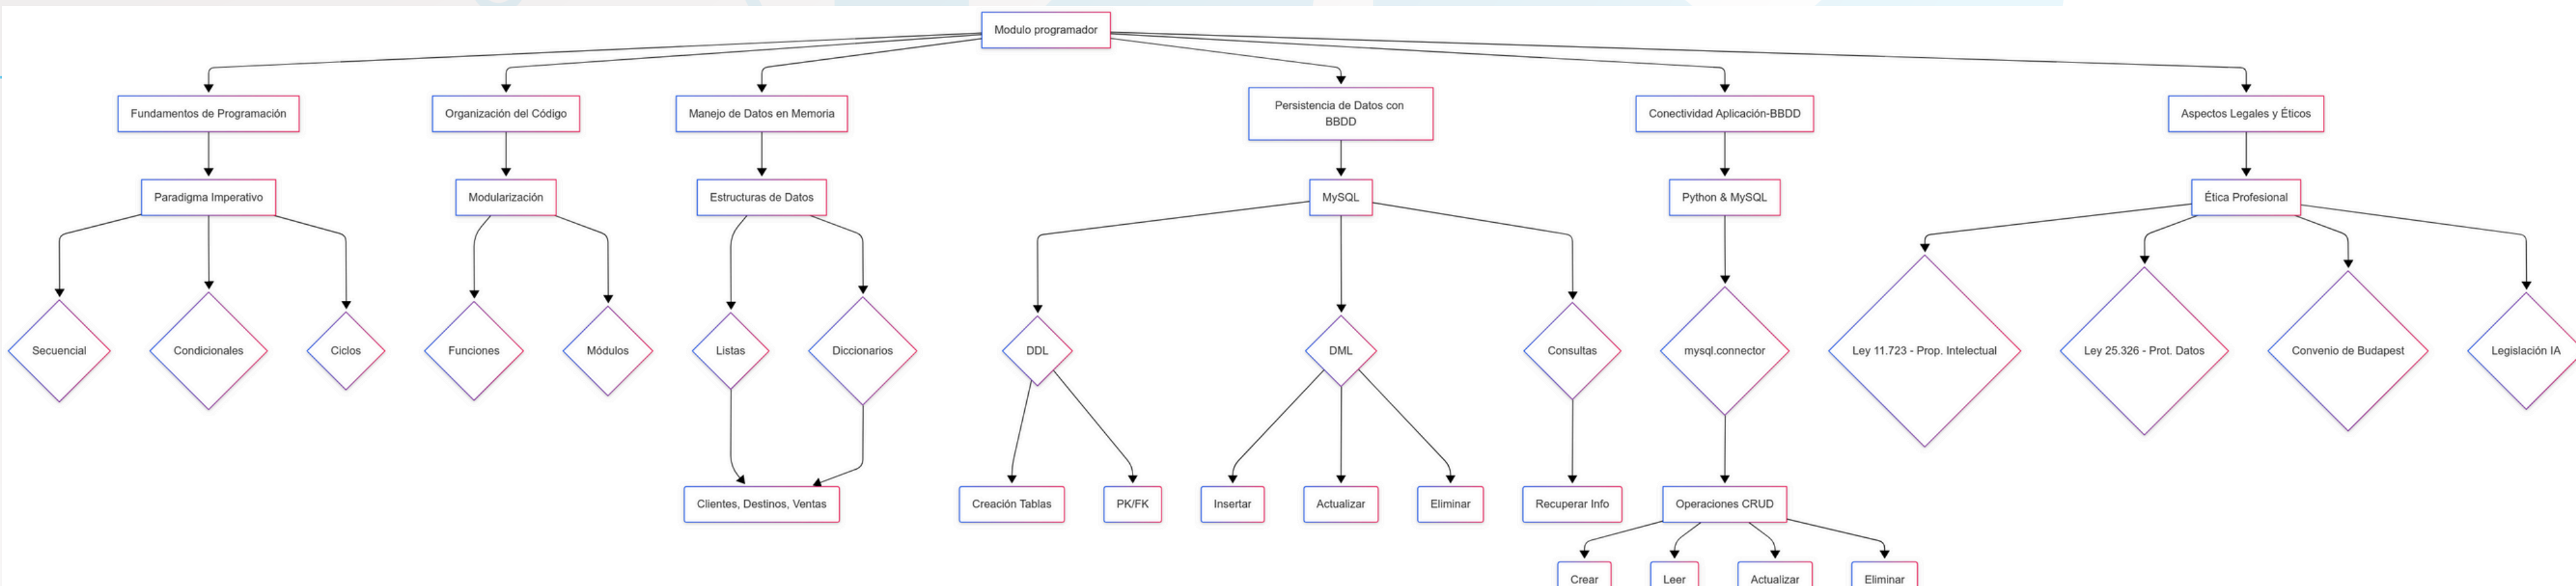 Modulo programador
Fundamentos de Programación
Organización del Código
Manejo de Datos en Memoria
Persistencia de Datos con
BBDD
Conectividad Aplicación-BBDD
Aspectos Legales y Éticos
Paradigma Imperativo
Modularización
Estructuras de Datos
MySQL
Python & MySQL
Ética Profesional
Secuencial
Condicionales
Ciclos
Funciones
Módulos
Listas
Diccionarios
DDL
DML
Consultas
mysql.connector
Ley 11.723 - Prop. Intelectual
Ley 25.326 - Prot. Datos
Convenio de Budapest
Legislación IA
Clientes, Destinos, Ventas
Creación Tablas
PK/FK
Insertar
Actualizar
Eliminar
Recuperar Info
Operaciones CRUD
Crear
Leer
Actualizar
Eliminar